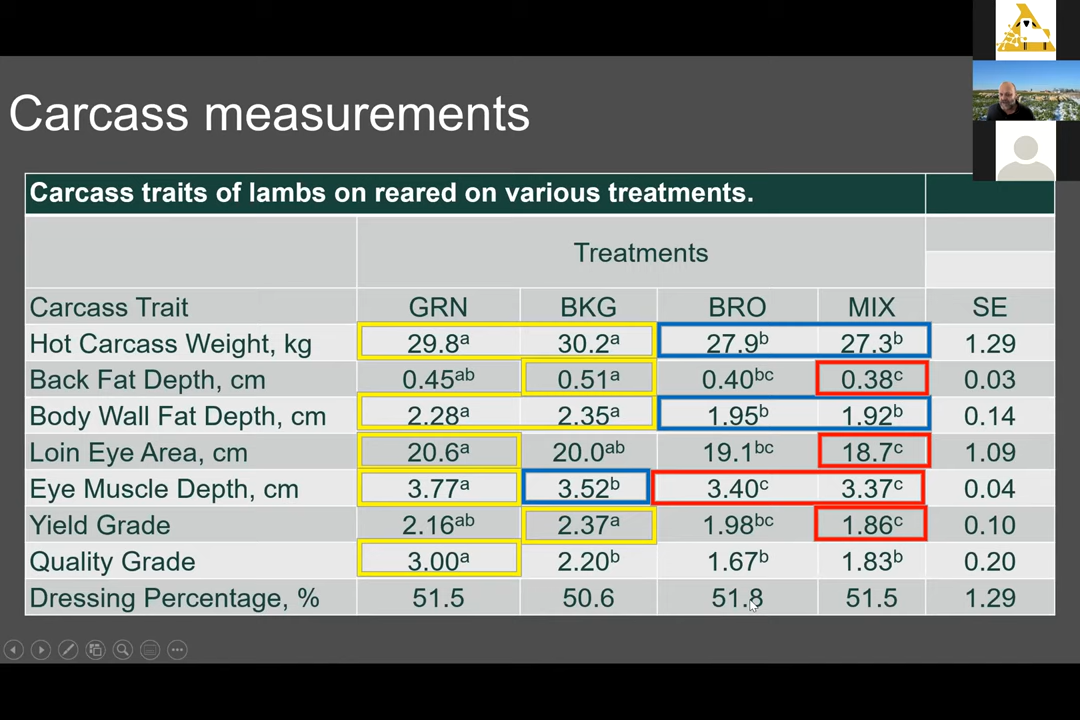 Carcass measurements
Carcass traits of lambs on reared on various treatments.
Treatments
Carcass Trait GRN BKG BRO MIX SE
Hot Carcass Weight, kg 29.8ᵃ 30.2ᵃ 27.9ᵇ 27.3ᵇ 1.29
Back Fat Depth, cm 0.45ᵃᵇ 0.51ᵃ 0.40ᵇᶜ 0.38ᶜ 0.03
Body Wall Fat Depth, cm 2.28ᵃ 2.35ᵃ 1.95ᵇ 1.92ᵇ 0.14
Loin Eye Area, cm 20.6ᵃ 20.0ᵃᵇ 19.1ᵇᶜ 18.7ᶜ 1.09
Eye Muscle Depth, cm 3.77ᵃ 3.52ᵇ 3.40ᶜ 3.37ᶜ 0.04
Yield Grade 2.16ᵃᵇ 2.37ᵃ 1.98ᵇᶜ 1.86ᶜ 0.10
Quality Grade 3.00ᵃ 2.20ᵇ 1.67ᵇ 1.83ᵇ 0.20
Dressing Percentage, % 51.5 50.6 51.8 51.5 1.29